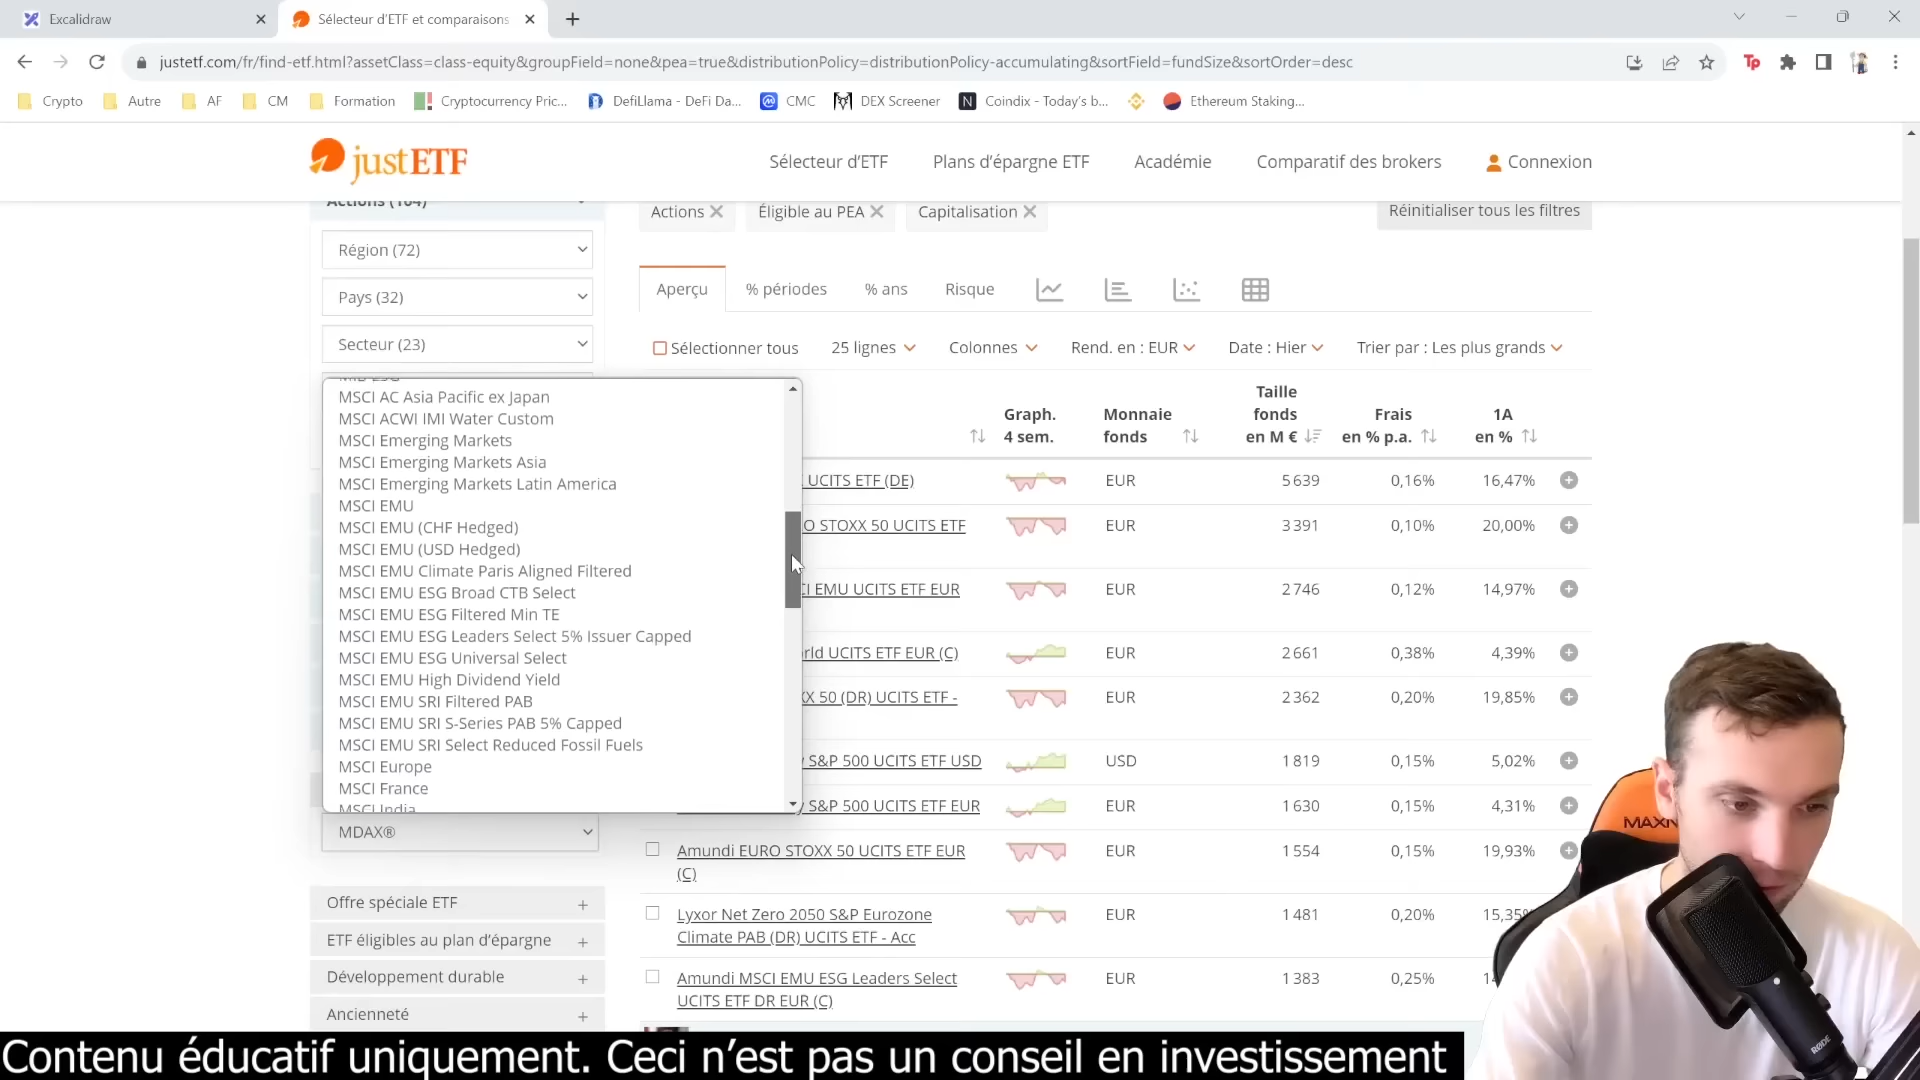 Excalidraw
Sélecteur d'ETF et comparaisons
justetf.com/fr/find-etf.html?assetClass=class-equity&groupField=none&pea=true&distributionPolicy=distributionPolicy-accumulating&sortField=fundSize&sortOrder=desc
Crypto Autre AF CM Formation Cryptocurrency Pric... DefiLlama - DeFi Da... CMC DEX Screener Coindix - Today's b... Ethereum Staking...
justETF
Sélecteur d'ETF Plans d'épargne ETF Académie Comparatif des brokers Connexion
Actions (104)
Actions Éligible au PEA Capitalisation Réinitialiser tous les filtres
Région (72)
Pays (32)
Secteur (23)
Aperçu % périodes % ans Risque
Sélectionner tous 25 lignes Colonnes Rend. en : EUR Date : Hier Trier par : Les plus grands
MSCI AC Asia Pacific ex Japan
MSCI ACWI IMI Water Custom
MSCI Emerging Markets
MSCI Emerging Markets Asia
MSCI Emerging Markets Latin America
MSCI EMU
MSCI EMU (CHF Hedged)
MSCI EMU (USD Hedged)
MSCI EMU Climate Paris Aligned Filtered
MSCI EMU ESG Broad CTB Select
MSCI EMU ESG Filtered Min TE
MSCI EMU ESG Leaders Select 5% Issuer Capped
MSCI EMU ESG Universal Select
MSCI EMU High Dividend Yield
MSCI EMU SRI Filtered PAB
MSCI EMU SRI S-Series PAB 5% Capped
MSCI EMU SRI Select Reduced Fossil Fuels
MSCI Europe
MSCI France
MSCI India
MDAX®
Offre spéciale ETF
ETF éligibles au plan d'épargne
Développement durable
Ancienneté
Graph.
4 sem.
Monnaie
fonds
Taille
fonds
en M €
Frais
en % p.a.
1A
en %
UCITS ETF (DE) EUR 5 639 0,16% 16,47%
O STOXX 50 UCITS ETF EUR 3 391 0,10% 20,00%
CI EMU UCITS ETF EUR EUR 2 746 0,12% 14,97%
rld UCITS ETF EUR (C) EUR 2 661 0,38% 4,39%
XX 50 (DR) UCITS ETF - EUR 2 362 0,20% 19,85%
S&P 500 UCITS ETF USD USD 1 819 0,15% 5,02%
y S&P 500 UCITS ETF EUR EUR 1 630 0,15% 4,31%
Amundi EURO STOXX 50 UCITS ETF EUR EUR 1 554 0,15% 19,93%
(C)
Lyxor Net Zero 2050 S&P Eurozone EUR 1 481 0,20% 15,35%
Climate PAB (DR) UCITS ETF - Acc
Amundi MSCI EMU ESG Leaders Select EUR 1 383 0,25%
UCITS ETF DR EUR (C)
RØDE
Contenu éducatif uniquement. Ceci n'est pas un conseil en investissement